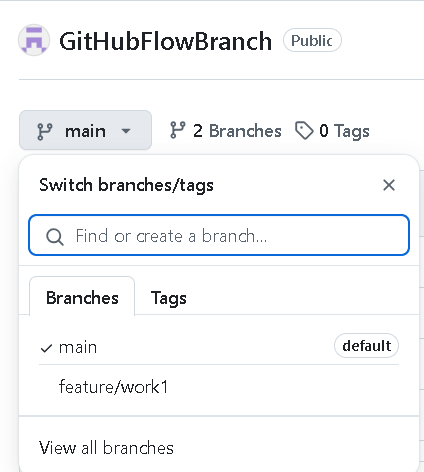 GitHubFlowBranch Public
main 2 Branches 0 Tags
Switch branches/tags
Find or create a branch...
Branches Tags
main default
feature/work1
View all branches